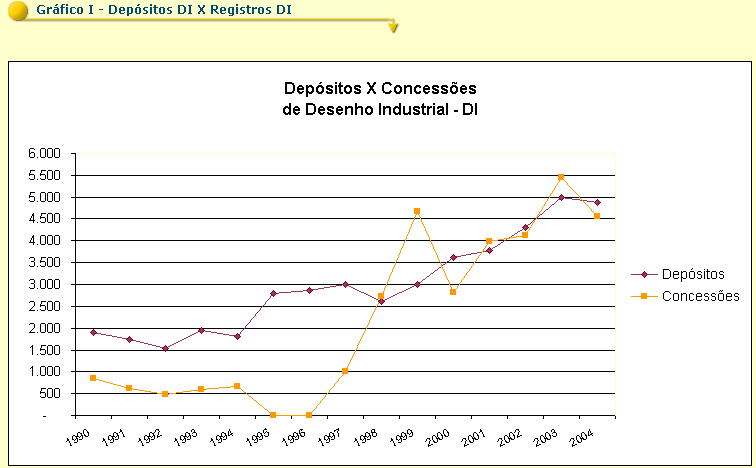 Gráfico I - Depósitos DI X Registros DI
Depósitos X Concessões
de Desenho Industrial - DI
6.000
5.500
5.000
4.500
4.000
3.500
3.000
2.500
2.000
1.500
1.000
500
-
1990 1991 1992 1993 1994 1995 1996 1997 1998 1999 2000 2001 2002 2003 2004
Depósitos
Concessões